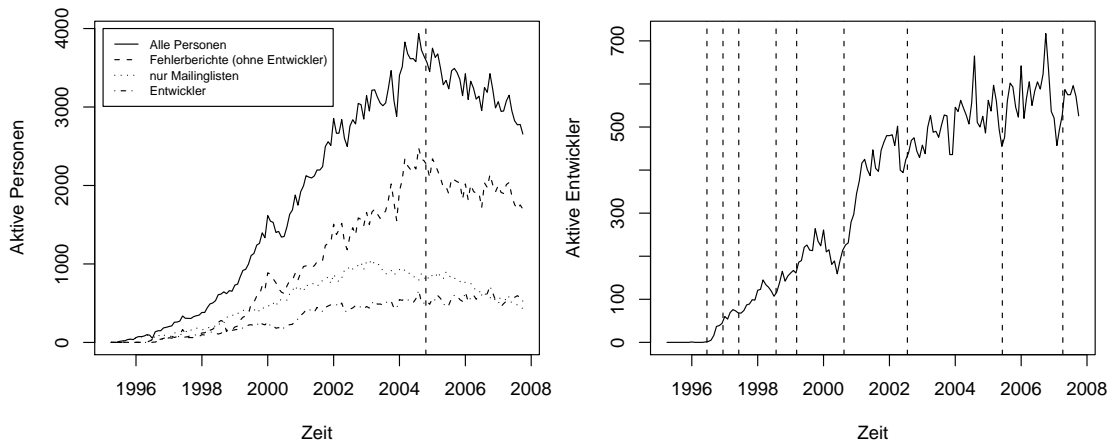 Aktive Personen
4000
3000
2000
1000
0
Alle Personen
Fehlerberichte (ohne Entwickler)
nur Mailinglisten
Entwickler
1996 1998 2000 2002 2004 2006 2008
Zeit
Aktive Entwickler
700
500
300
100
0
1996 1998 2000 2002 2004 2006 2008
Zeit